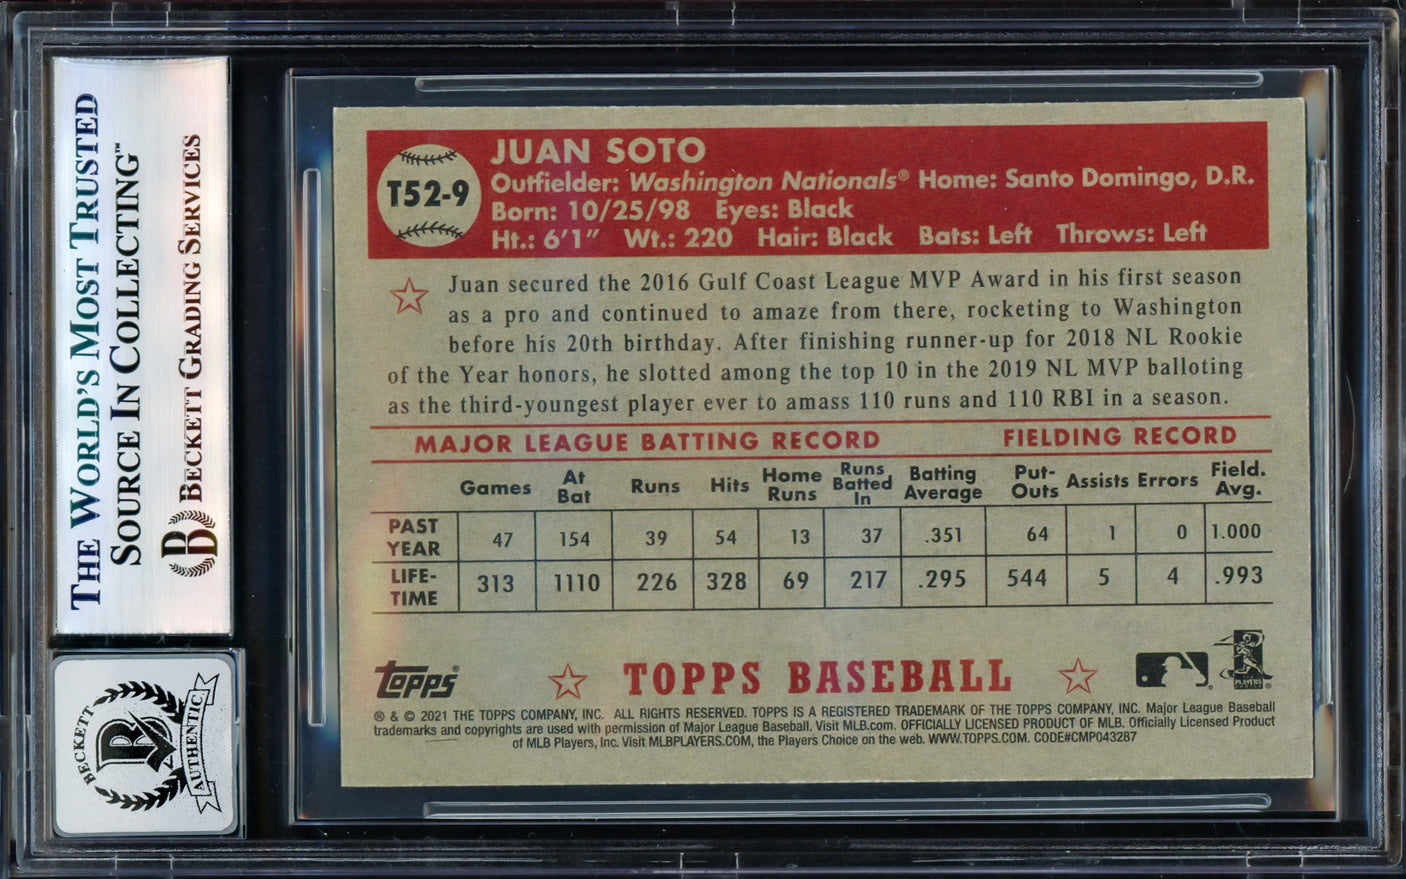 THE WORLD'S MOST TRUSTED
SOURCE IN COLLECTING™
BECKETT GRADING SERVICES
BECKETT
AUTHENTIC
T52-9
JUAN SOTO
Outfielder: Washington Nationals® Home: Santo Domingo, D.R.
Born: 10/25/98 Eyes: Black
Ht.: 6'1" Wt.: 220 Hair: Black Bats: Left Throws: Left
Juan secured the 2016 Gulf Coast League MVP Award in his first season
as a pro and continued to amaze from there, rocketing to Washington
before his 20th birthday. After finishing runner-up for 2018 NL Rookie
of the Year honors, he slotted among the top 10 in the 2019 NL MVP balloting
as the third-youngest player ever to amass 110 runs and 110 RBI in a season.
MAJOR LEAGUE BATTING RECORD FIELDING RECORD
Games At Bat Runs Hits Home Runs Runs Batted In Batting Average Put-Outs Assists Errors Field. Avg.
PAST YEAR 47 154 39 54 13 37 .351 64 1 0 1.000
LIFE-TIME 313 1110 226 328 69 217 .295 544 5 4 .993
topps® TOPPS BASEBALL
® & © 2021 THE TOPPS COMPANY, INC. ALL RIGHTS RESERVED. TOPPS IS A REGISTERED TRADEMARK OF THE TOPPS COMPANY, INC. Major League Baseball
trademarks and copyrights are used with permission of Major League Baseball. Visit MLB.com. OFFICIALLY LICENSED PRODUCT OF MLB. Officially Licensed Product
of MLB Players, Inc. Visit MLBPLAYERS.COM, the Players Choice on the web. WWW.TOPPS.COM. CODE#CMP043287